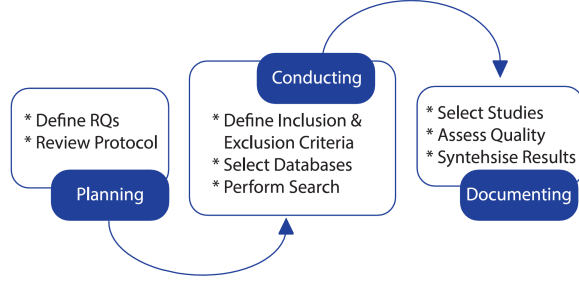 * Define RQs
* Review Protocol
Planning
Conducting
* Define Inclusion &
Exclusion Criteria
* Select Databases
* Perform Search
* Select Studies
* Assess Quality
* Syntehsise Results
Documenting